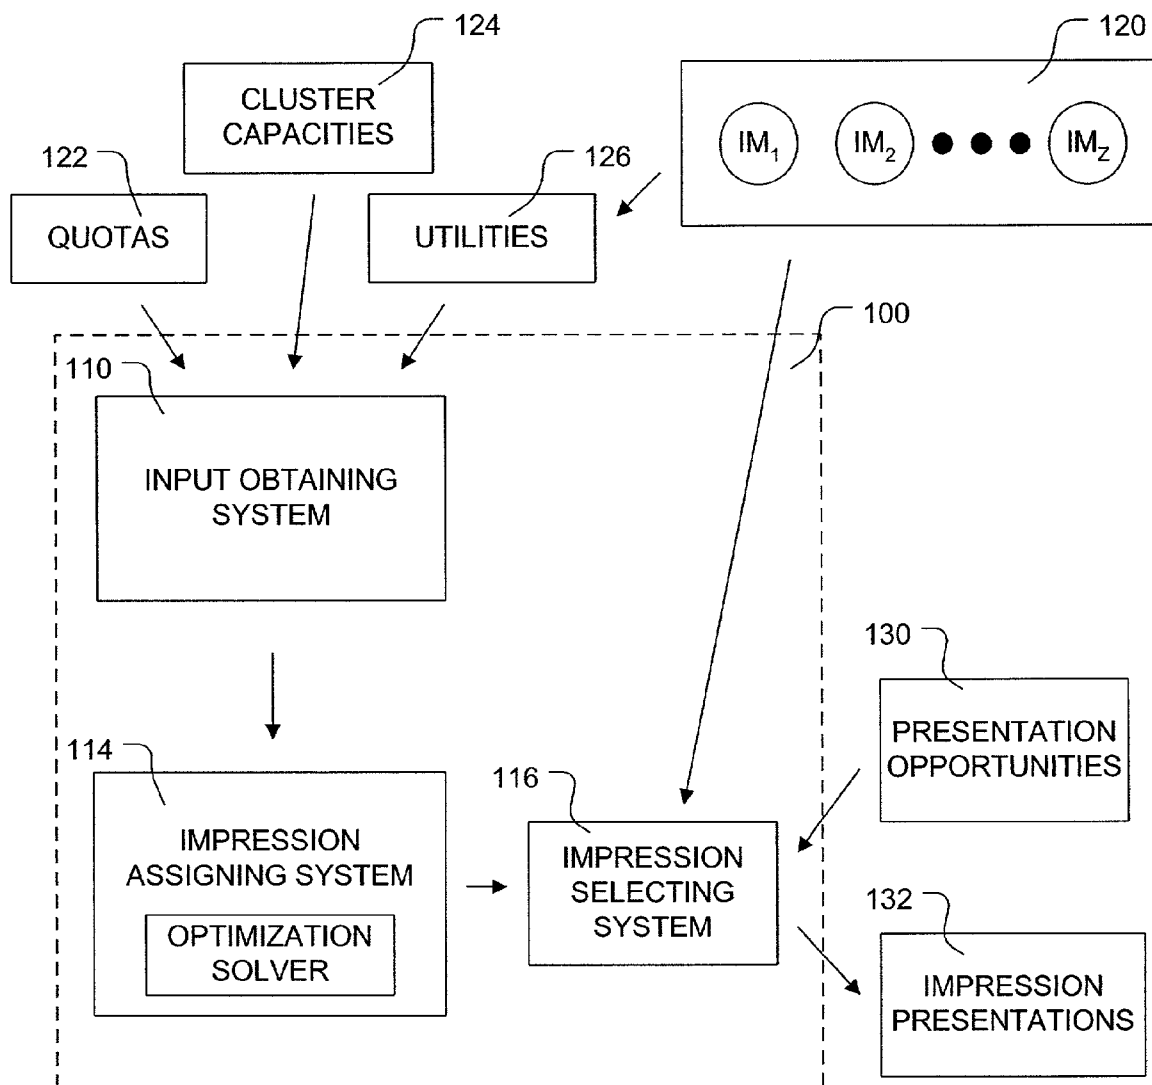 124
120
CLUSTER
CAPACITIES
IM1 IM2 IMZ
122
126
QUOTAS
UTILITIES
100
110
INPUT OBTAINING
SYSTEM
130
PRESENTATION
OPPORTUNITIES
114
116
IMPRESSION
ASSIGNING SYSTEM
OPTIMIZATION
SOLVER
IMPRESSION
SELECTING
SYSTEM
132
IMPRESSION
PRESENTATIONS